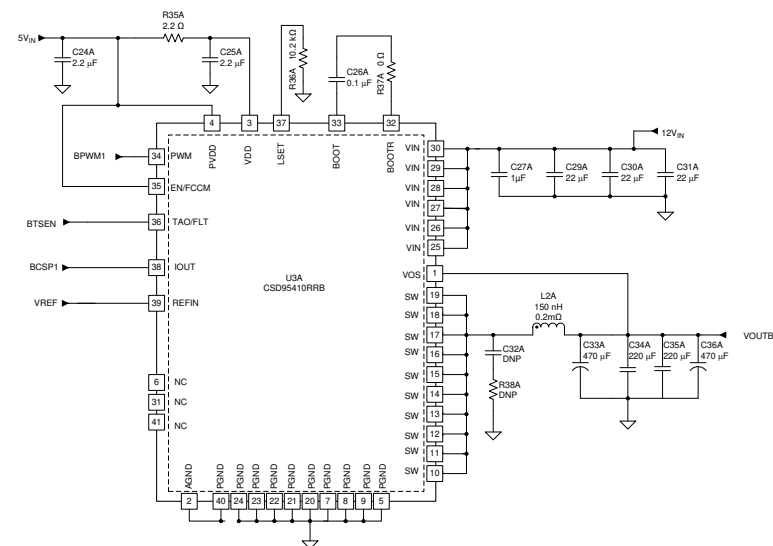 R35A
2.2 Ω
5VIN
C24A
2.2 µF
C25A
2.2 µF
R36A 10.2 kΩ
C26A
0.1 µF
R37A 0 Ω
4
3
37
33
32
PVDD
VDD
LSET
BOOT
BOOTR
12VIN
BPWM1
34
PWM
35
EN/FCCM
BTSEN
36
TAO/FLT
BCSP1
38
IOUT
VREF
39
REFIN
6
NC
31
NC
41
NC
U3A
CSD95410RRB
VIN
30
VIN
29
VIN
28
VIN
27
VIN
26
VIN
25
C27A
1µF
C29A
22 µF
C30A
22 µF
C31A
22 µF
VOS
1
SW
19
SW
18
SW
17
SW
16
SW
15
SW
14
SW
13
SW
12
SW
11
SW
10
L2A
150 nH
0.2mΩ
C32A
DNP
R38A
DNP
C33A
470 µF
C34A
220 µF
C35A
220 µF
C36A
470 µF
VOUTB
AGND
PGND
PGND
PGND
PGND
PGND
PGND
PGND
PGND
PGND
PGND
2
40
24
23
22
21
20
7
8
9
5